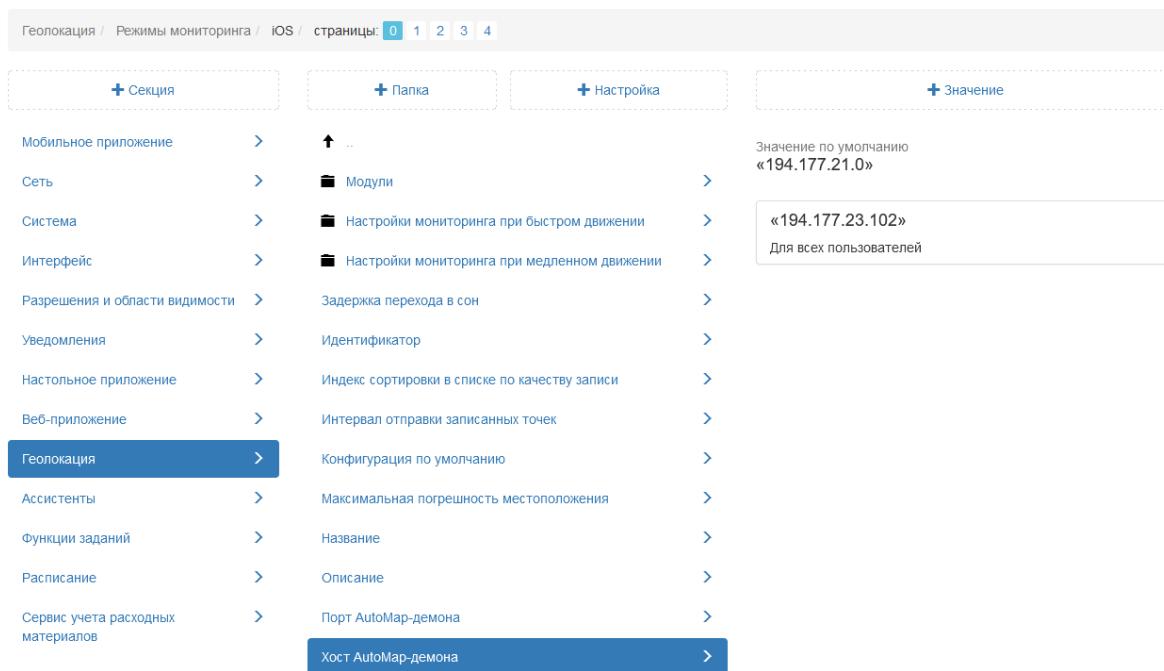 Геолокация / Режимы мониторинга / iOS / страницы: 0 1 2 3 4
+ Секция
+ Папка
+ Настройка
+ Значение
Мобильное приложение
Сеть
Система
Интерфейс
Разрешения и области видимости
Уведомления
Настольное приложение
Веб-приложение
Геолокация
Ассистенты
Функции заданий
Расписание
Сервис учета расходных
материалов
..
Модули
Настройки мониторинга при быстром движении
Настройки мониторинга при медленном движении
Задержка перехода в сон
Идентификатор
Индекс сортировки в списке по качеству записи
Интервал отправки записанных точек
Конфигурация по умолчанию
Максимальная погрешность местоположения
Название
Описание
Порт AutoMap-демона
Хост AutoMap-демона
Значение по умолчанию
«194.177.21.0»
«194.177.23.102»
Для всех пользователей